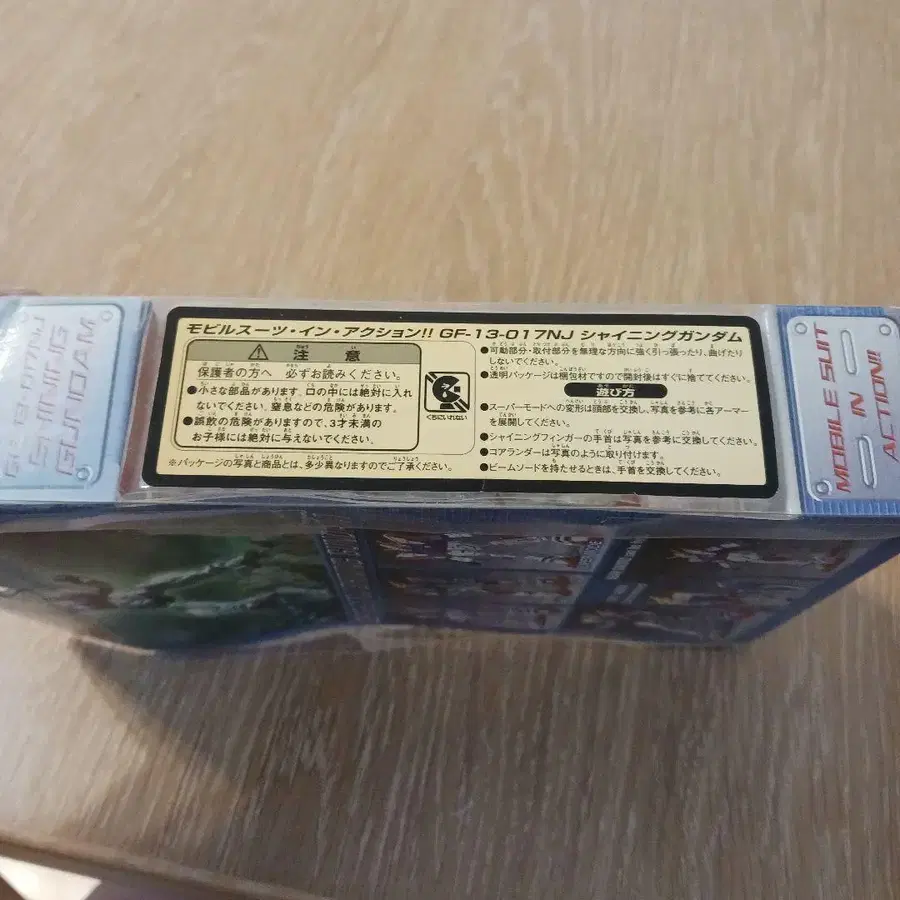 モビルスーツ・イン・アクション!! GF-13-017NJ シャイニングガンダム
注意
保護者の方へ 必ずお読みください。
●小さな部品があります。口の中には絶対に入れ
ないでください。窒息などの危険があります。
●誤飲の危険がありますので、3才未満の
お子様には絶対に与えないでください。
くちにいれない
※パッケージの写真と商品とは、多少異なりますのでご了承ください。
●可動部分・取付部分を無理な方向に強く引っ張ったり、曲げたり
しないでください。
●透明パッケージは梱包材ですので開封後はすぐに捨ててください。
遊び方
●スーパーモードへの変形は頭部を交換し、写真を参考に各アーマー
を展開してください。
●シャイニングフィンガーの手首は写真を参考に交換してください。
●コアランダーは写真のように取り付けます。
●ビームソードを持たせるときは、手首を交換してください。
GF-13-017NJ
SHINING
GUNDAM
MOBILE SUIT
IN
ACTION!!